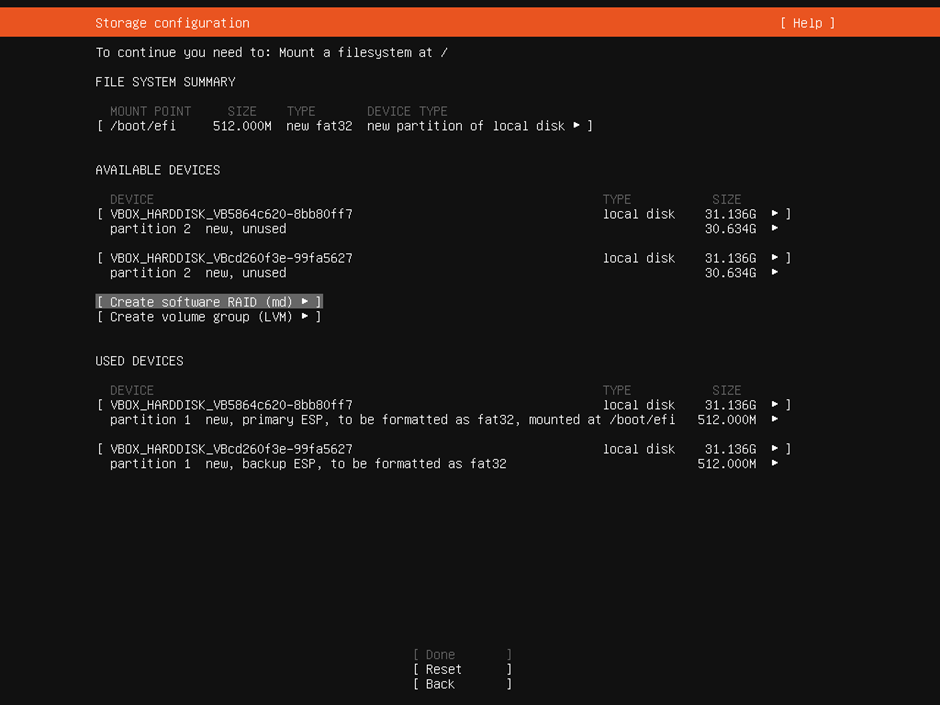 Storage configuration [ Help ]
To continue you need to: Mount a filesystem at /
FILE SYSTEM SUMMARY
MOUNT POINT SIZE TYPE DEVICE TYPE
[ /boot/efi 512.000M new fat32 new partition of local disk ▸ ]
AVAILABLE DEVICES
DEVICE TYPE SIZE
[ VBOX_HARDDISK_VB5864c620-8bb80ff7 local disk 31.136G ▸ ]
partition 2 new, unused 30.634G ▸
[ VBOX_HARDDISK_VBcd260f3e-99fa5627 local disk 31.136G ▸ ]
partition 2 new, unused 30.634G ▸
[ Create software RAID (md) ▸ ]
[ Create volume group (LVM) ▸ ]
USED DEVICES
DEVICE TYPE SIZE
[ VBOX_HARDDISK_VB5864c620-8bb80ff7 local disk 31.136G ▸ ]
partition 1 new, primary ESP, to be formatted as fat32, mounted at /boot/efi 512.000M ▸
[ VBOX_HARDDISK_VBcd260f3e-99fa5627 local disk 31.136G ▸ ]
partition 1 new, backup ESP, to be formatted as fat32 512.000M ▸
[ Done ]
[ Reset ]
[ Back ]